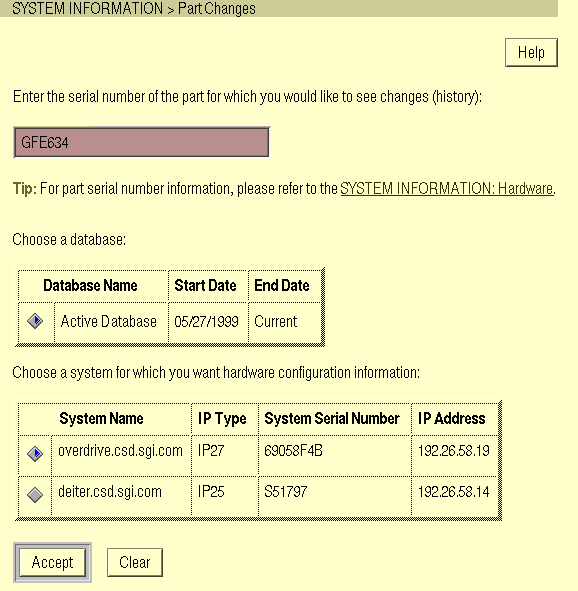 SYSTEM INFORMATION > Part Changes
Help
Enter the serial number of the part for which you would like to see changes (history):
GFE634
Tip: For part serial number information, please refer to the SYSTEM INFORMATION: Hardware.
Choose a database:
Database Name Start Date End Date
Active Database 05/27/1999 Current
Choose a system for which you want hardware configuration information:
System Name IP Type System Serial Number IP Address
overdrive.csd.sgi.com IP27 69058F4B 192.26.58.19
deiter.csd.sgi.com IP25 S51797 192.26.58.14
Accept Clear